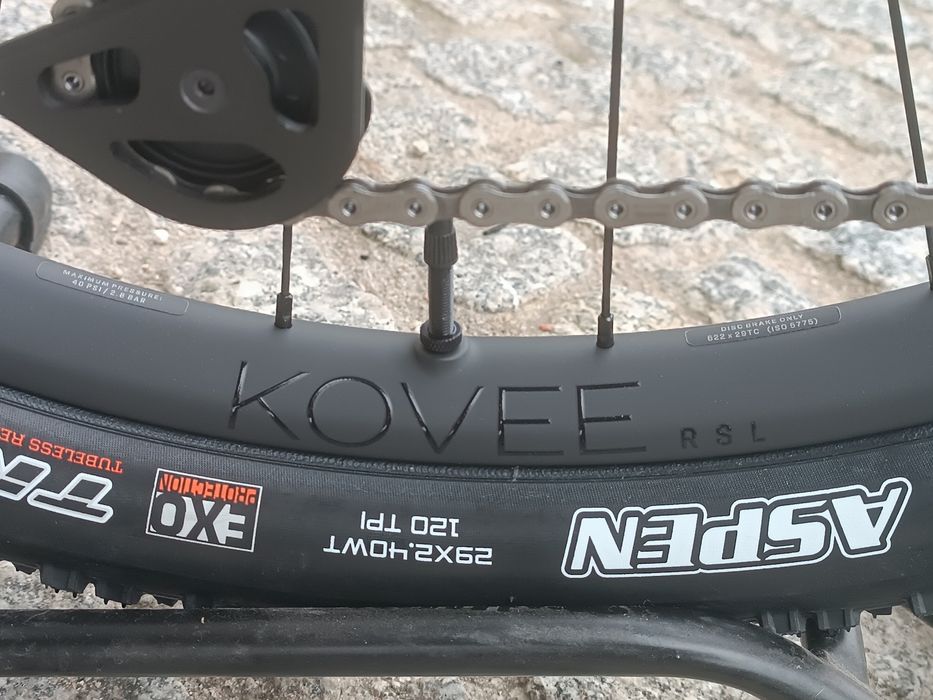 MAXIMUM PRESSURE:
40 PSI / 2.8 BAR
DISC BRAKE ONLY
622 x 29TC (ISO 5775)
KOVEE RSL
TUBELESS RE
TR
EXO
PROTECTION
29X2.40WT
120 TPI
ASPEN